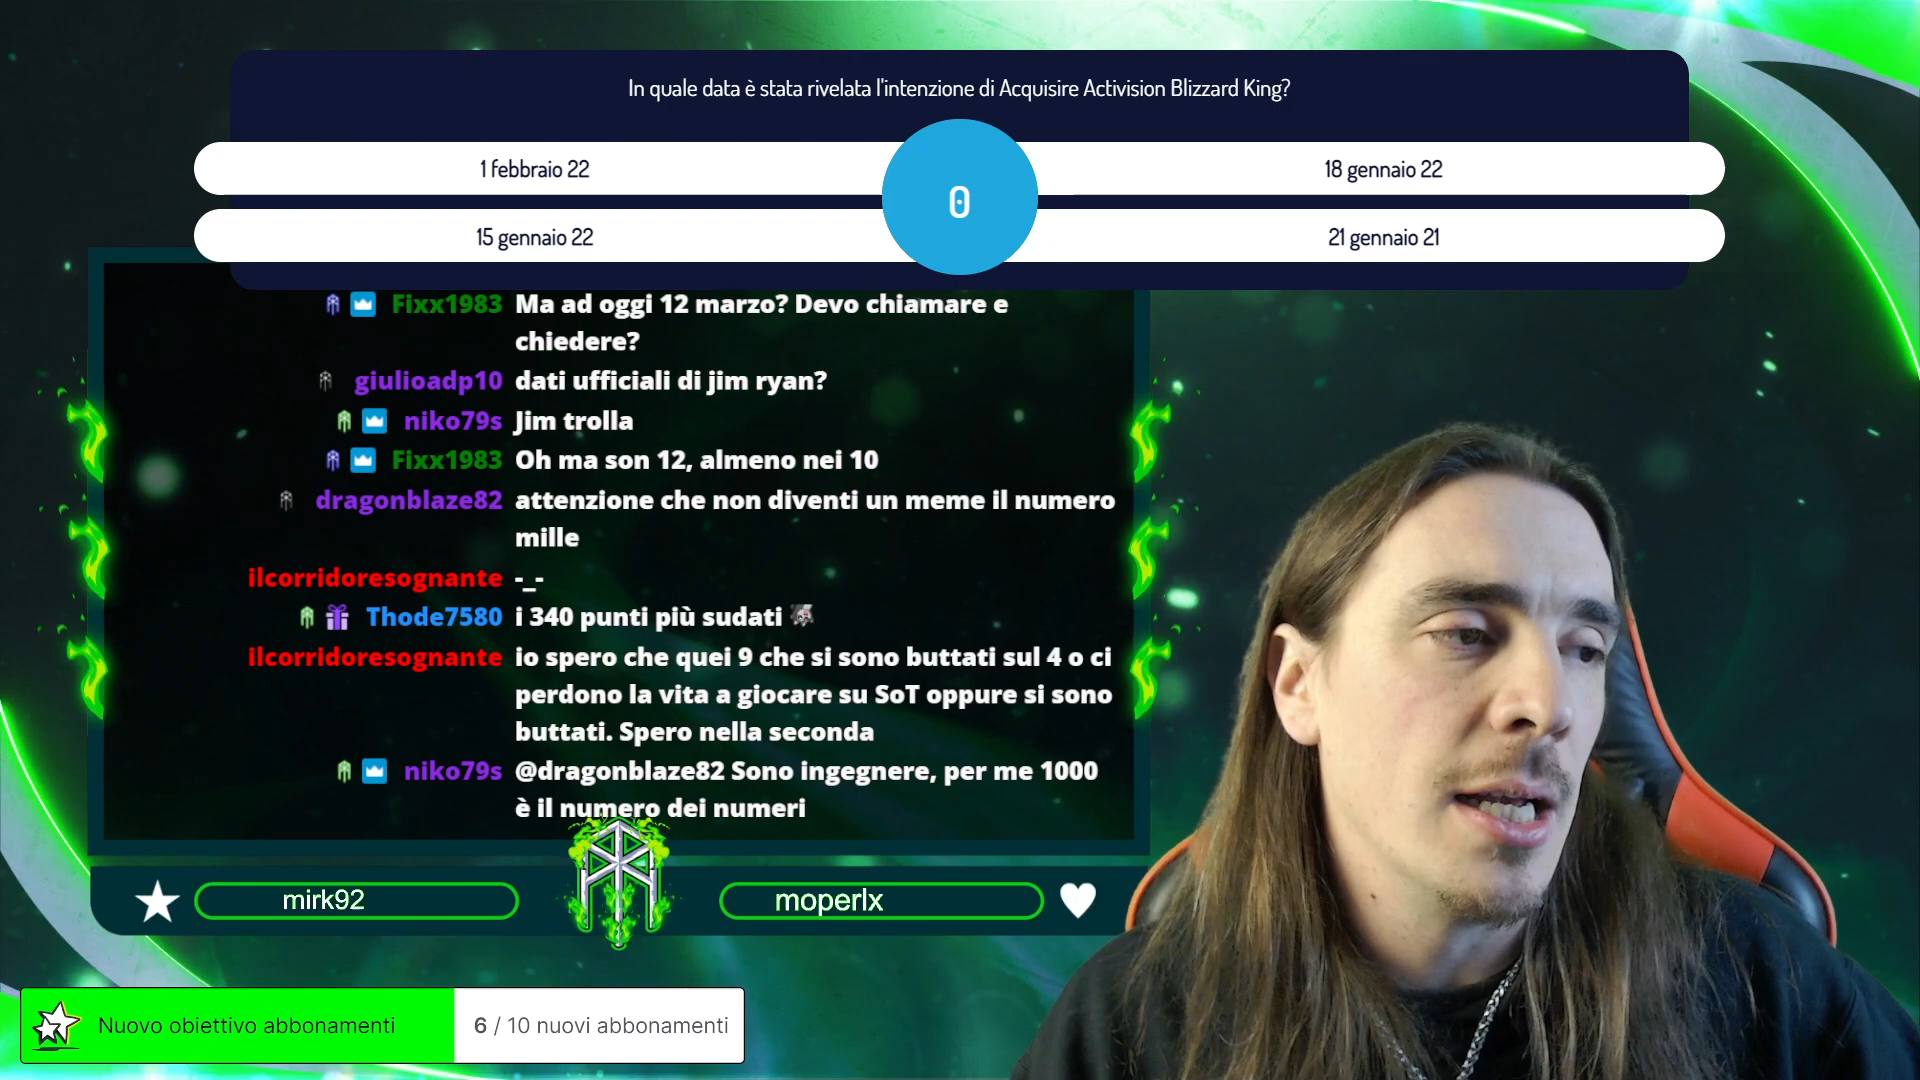 In quale data è stata rivelata l'intenzione di Acquisire Activision Blizzard King?
1 febbraio 22
18 gennaio 22
0
15 gennaio 22
21 gennaio 21
Fixx1983 Ma ad oggi 12 marzo? Devo chiamare e
chiedere?
giulioadp10 dati ufficiali di jim ryan?
niko79s Jim trolla
Fixx1983 Oh ma son 12, almeno nei 10
dragonblaze82 attenzione che non diventi un meme il numero
mille
ilcorridoresognante -_-
Thode7580 i 340 punti più sudati
ilcorridoresognante io spero che quei 9 che si sono buttati sul 4 o ci
perdono la vita a giocare su SoT oppure si sono
buttati. Spero nella seconda
niko79s @dragonblaze82 Sono ingegnere, per me 1000
è il numero dei numeri
mirk92
moperlx
Nuovo obiettivo abbonamenti
6 / 10 nuovi abbonamenti